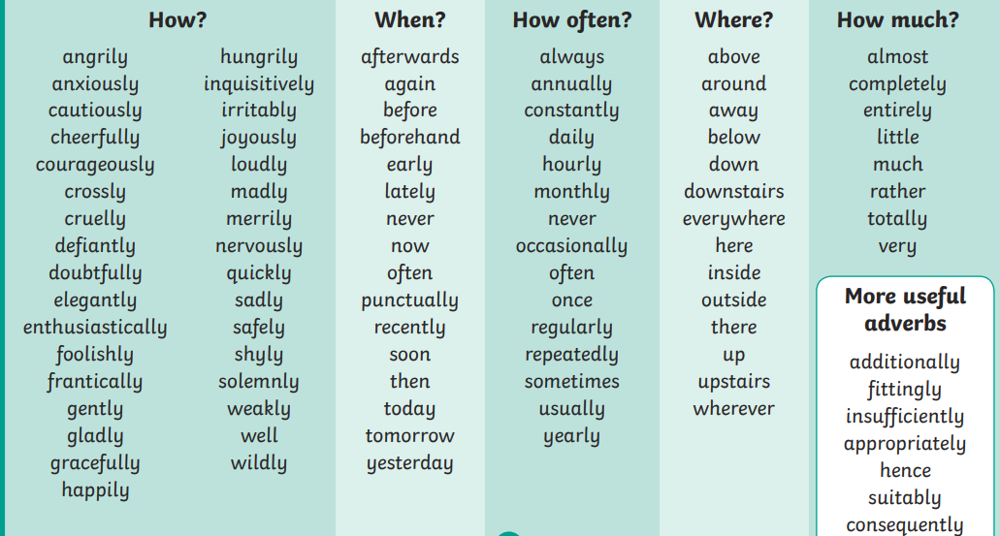 How?
angrily
anxiously
cautiously
cheerfully
courageously
crossly
cruelly
defiantly
doubtfully
elegantly
enthusiastically
foolishly
frantically
gently
gladly
gracefully
happily
hungrily
inquisitively
irritably
joyously
loudly
madly
merrily
nervously
quickly
sadly
safely
shyly
solemnly
weakly
well
wildly
When?
afterwards
again
before
beforehand
early
lately
never
now
often
punctually
recently
soon
then
today
tomorrow
yesterday
How often?
always
annually
constantly
daily
hourly
monthly
never
occasionally
often
once
regularly
repeatedly
sometimes
usually
yearly
Where?
above
around
away
below
down
downstairs
everywhere
here
inside
outside
there
up
upstairs
wherever
How much?
almost
completely
entirely
little
much
rather
totally
very
More useful
adverbs
additionally
fittingly
insufficiently
appropriately
hence
suitably
consequently